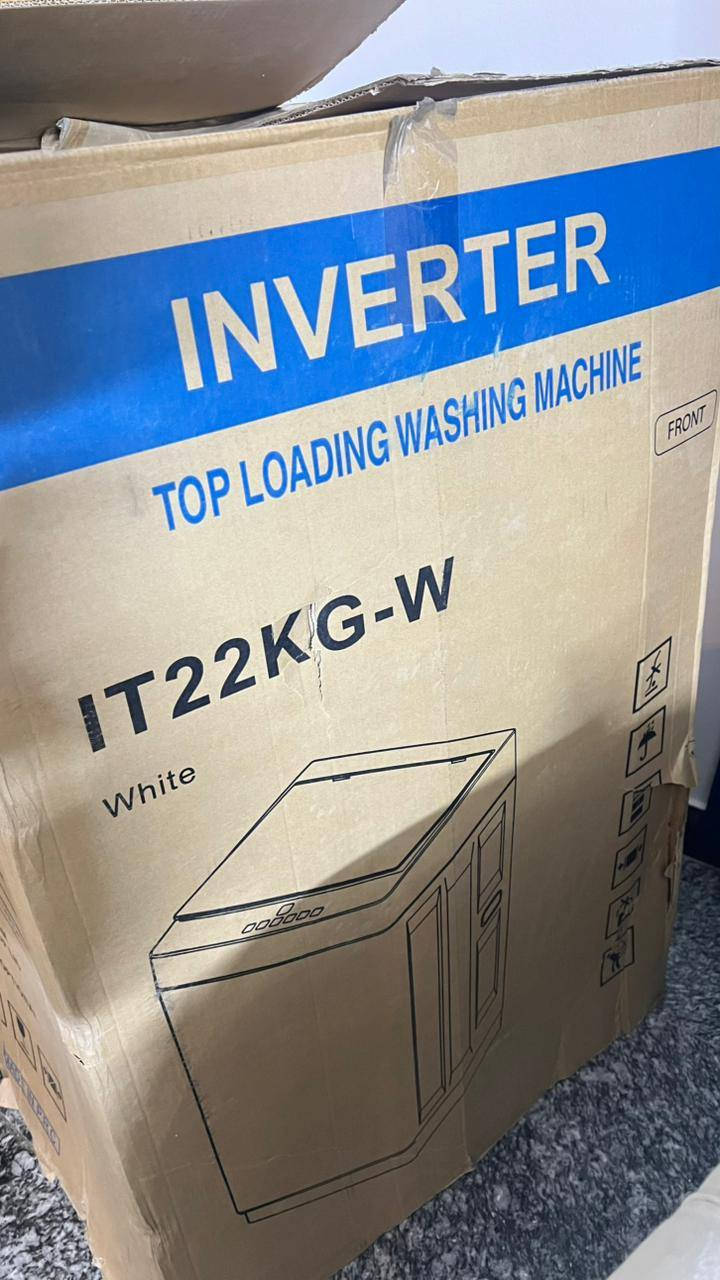 INVERTER
TOP LOADING WASHING MACHINE
FRONT
IT22KG-W
White